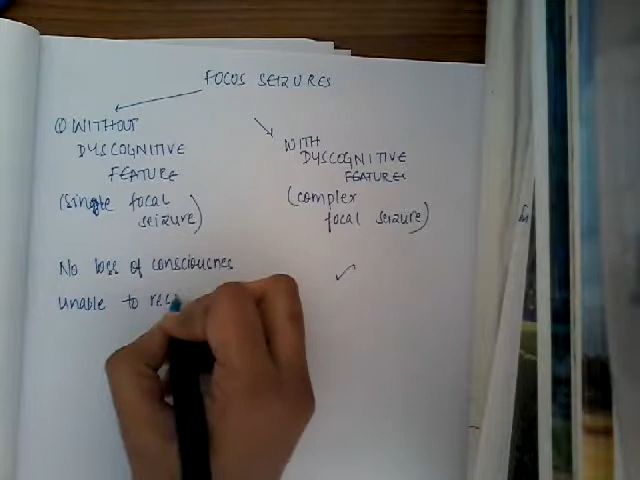 FOCUS SEIZURES
① WITHOUT
DYSCOGNITIVE
FEATURE
(single focal
seizure)
WITH
DYSCOGNITIVE
FEATURES
(complex
focal seizure)
No loss of consciousnes
Unable to